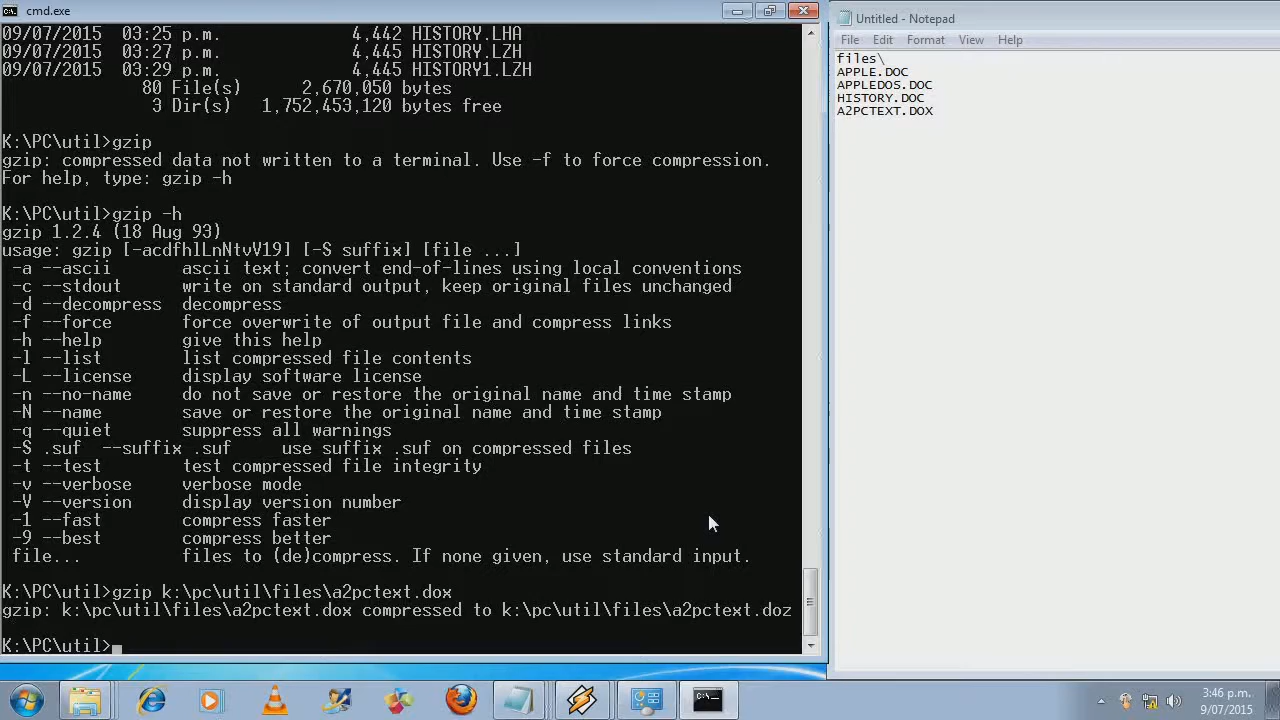 cmd.exe
09/07/2015  03:25 p.m.             4,442 HISTORY.LHA
09/07/2015  03:27 p.m.             4,445 HISTORY.LZH
09/07/2015  03:29 p.m.             4,445 HISTORY1.LZH
80 File(s)      2,670,050 bytes
3 Dir(s)   1,752,453,120 bytes free
K:\PC\util>gzip
gzip: compressed data not written to a terminal. Use -f to force compression.
For help, type: gzip -h
K:\PC\util>gzip -h
gzip 1.2.4 (18 Aug 93)
usage: gzip [-acdfhlLnNtvV19] [-S suffix] [file ...]
-a --ascii       ascii text; convert end-of-lines using local conventions
-c --stdout      write on standard output, keep original files unchanged
-d --decompress  decompress
-f --force       force overwrite of output file and compress links
-h --help        give this help
-l --list        list compressed file contents
-L --license     display software license
-n --no-name     do not save or restore the original name and time stamp
-N --name        save or restore the original name and time stamp
-q --quiet       suppress all warnings
-S .suf  --suffix .suf     use suffix .suf on compressed files
-t --test        test compressed file integrity
-v --verbose     verbose mode
-V --version     display version number
-1 --fast        compress faster
-9 --best        compress better
file...          files to (de)compress. If none given, use standard input.
K:\PC\util>gzip k:\pc\util\files\a2pctext.dox
gzip: k:\pc\util\files\a2pctext.dox compressed to k:\pc\util\files\a2pctext.doz
K:\PC\util>
Untitled - Notepad
File Edit Format View Help
files\
APPLE.DOC
APPLEDOS.DOC
HISTORY.DOC
A2PCTEXT.DOX
3:46 p.m.
9/07/2015